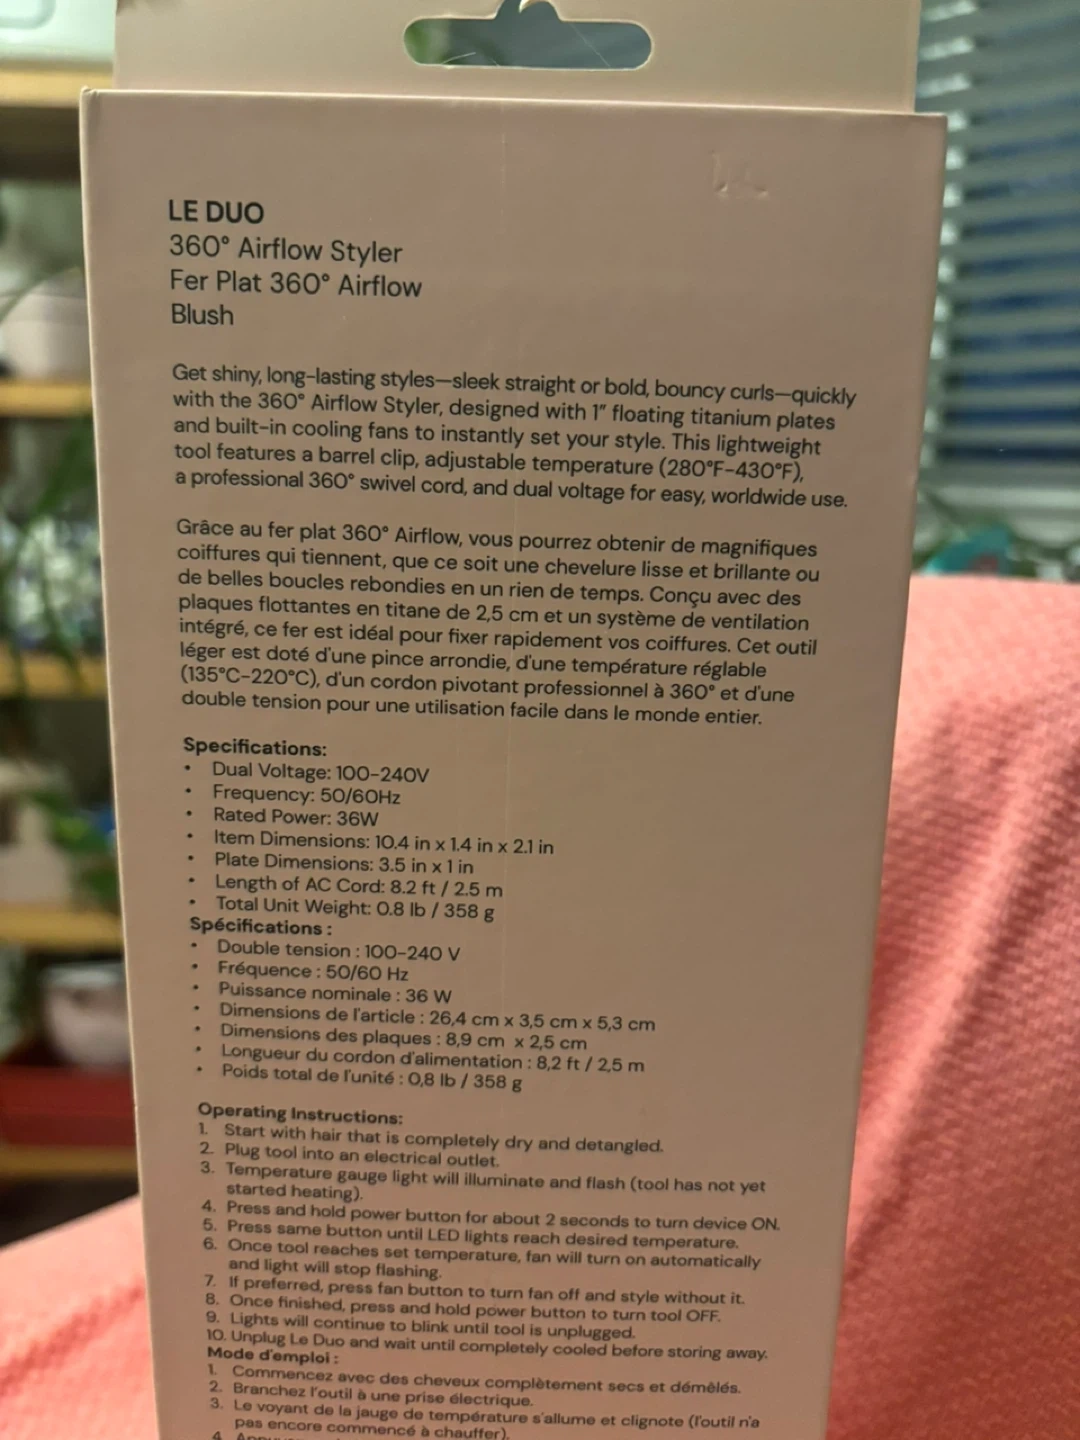 LE DUO
360° Airflow Styler
Fer Plat 360° Airflow
Blush
Get shiny, long-lasting styles—sleek straight or bold, bouncy curls—quickly
with the 360° Airflow Styler, designed with 1” floating titanium plates
and built-in cooling fans to instantly set your style. This lightweight
tool features a barrel clip, adjustable temperature (280°F-430°F),
a professional 360° swivel cord, and dual voltage for easy, worldwide use.
Grâce au fer plat 360° Airflow, vous pourrez obtenir de magnifiques
coiffures qui tiennent, que ce soit une chevelure lisse et brillante ou
de belles boucles rebondies en un rien de temps. Conçu avec des
plaques flottantes en titane de 2,5 cm et un système de ventilation
intégré, ce fer est idéal pour fixer rapidement vos coiffures. Cet outil
léger est doté d'une pince arrondie, d'une température réglable
(135°C-220°C), d'un cordon pivotant professionnel à 360° et d'une
double tension pour une utilisation facile dans le monde entier.
Specifications:
• Dual Voltage: 100-240V
• Frequency: 50/60Hz
• Rated Power: 36W
• Item Dimensions: 10.4 in x 1.4 in x 2.1 in
• Plate Dimensions: 3.5 in x 1 in
• Length of AC Cord: 8.2 ft / 2.5 m
• Total Unit Weight: 0.8 lb / 358 g
Spécifications :
• Double tension : 100-240 V
• Fréquence : 50/60 Hz
• Puissance nominale : 36 W
• Dimensions de l'article : 26,4 cm x 3,5 cm x 5,3 cm
• Dimensions des plaques : 8,9 cm x 2,5 cm
• Longueur du cordon d'alimentation : 8,2 ft / 2,5 m
• Poids total de l'unité : 0,8 lb / 358 g
Operating Instructions:
1. Start with hair that is completely dry and detangled.
2. Plug tool into an electrical outlet.
3. Temperature gauge light will illuminate and flash (tool has not yet
started heating).
4. Press and hold power button for about 2 seconds to turn device ON.
5. Press same button until LED lights reach desired temperature.
6. Once tool reaches set temperature, fan will turn on automatically
and light will stop flashing.
7. If preferred, press fan button to turn fan off and style without it.
8. Once finished, press and hold power button to turn tool OFF.
9. Lights will continue to blink until tool is unplugged.
10. Unplug Le Duo and wait until completely cooled before storing away.
Mode d'emploi :
1. Commencez avec des cheveux complètement secs et démêlés.
2. Branchez l'outil à une prise électrique.
3. Le voyant de la jauge de température s'allume et clignote (l'outil n'a
pas encore commencé à chauffer).
4.